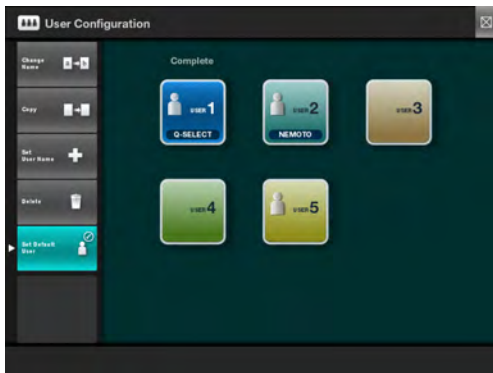 User Configuration
Change
Name
a
b
Copy
Set
User Name
Delete
Set Default
User
Complete
USER 1
Q-SELECT
USER 2
NEMOTO
USER 3
USER 4
USER 5